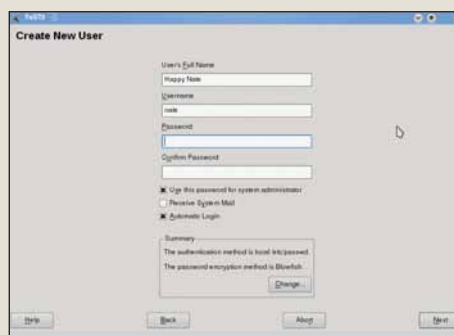 YaST2
Create New User
User's Full Name
Happy Nate
Username
nate
Password
Confirm Password
Use this password for system administrator
Receive System Mail
Automatic Login
Summary
The authentication method is local /etc/passwd.
The password encryption method is Blowfish.
Change...
Help
Back
Abort
Next